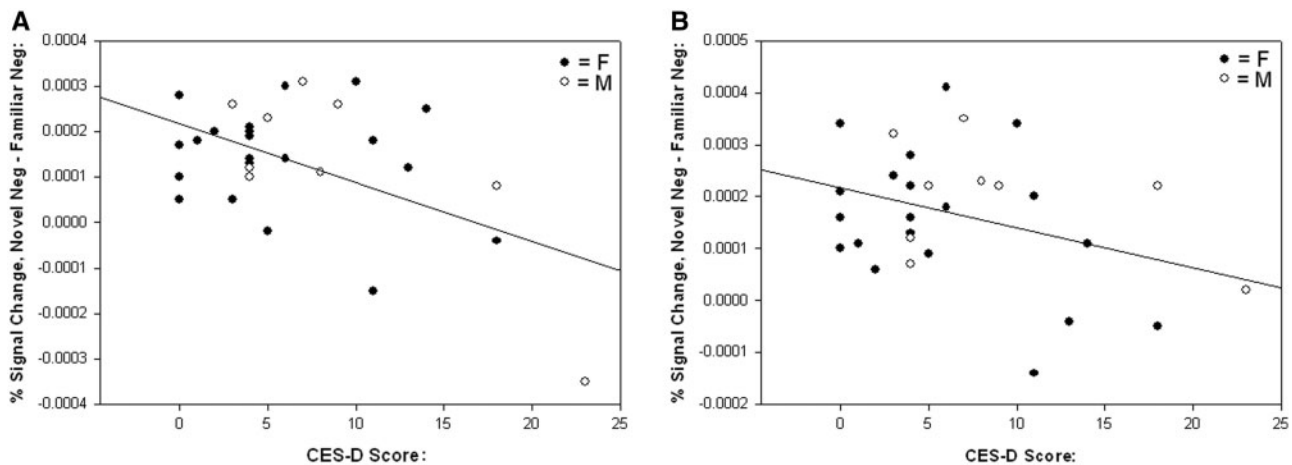 A
% Signal Change, Novel Neg - Familiar Neg:
0.0004
0.0003
0.0002
0.0001
0.0000
-0.0001
-0.0002
-0.0003
-0.0004
= F
= M
0 5 10 15 20 25
CES-D Score:
B
% Signal Change, Novel Neg - Familiar Neg:
0.0005
0.0004
0.0003
0.0002
0.0001
0.0000
-0.0001
-0.0002
= F
= M
0 5 10 15 20 25
CES-D Score: